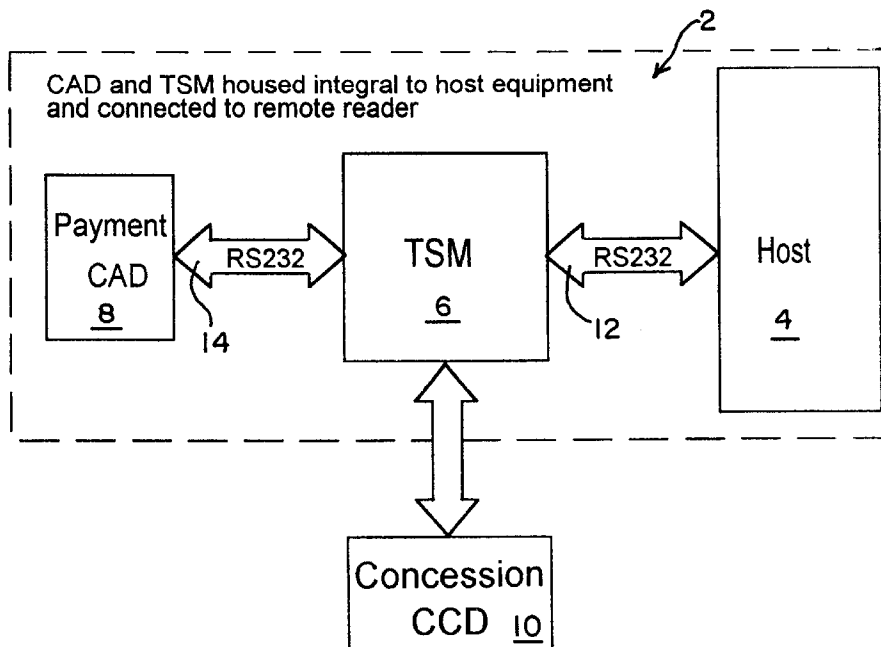 2
CAD and TSM housed integral to host equipment
and connected to remote reader
Payment
CAD
8
RS232
14
TSM
6
RS232
12
Host
4
Concession
CCD 10